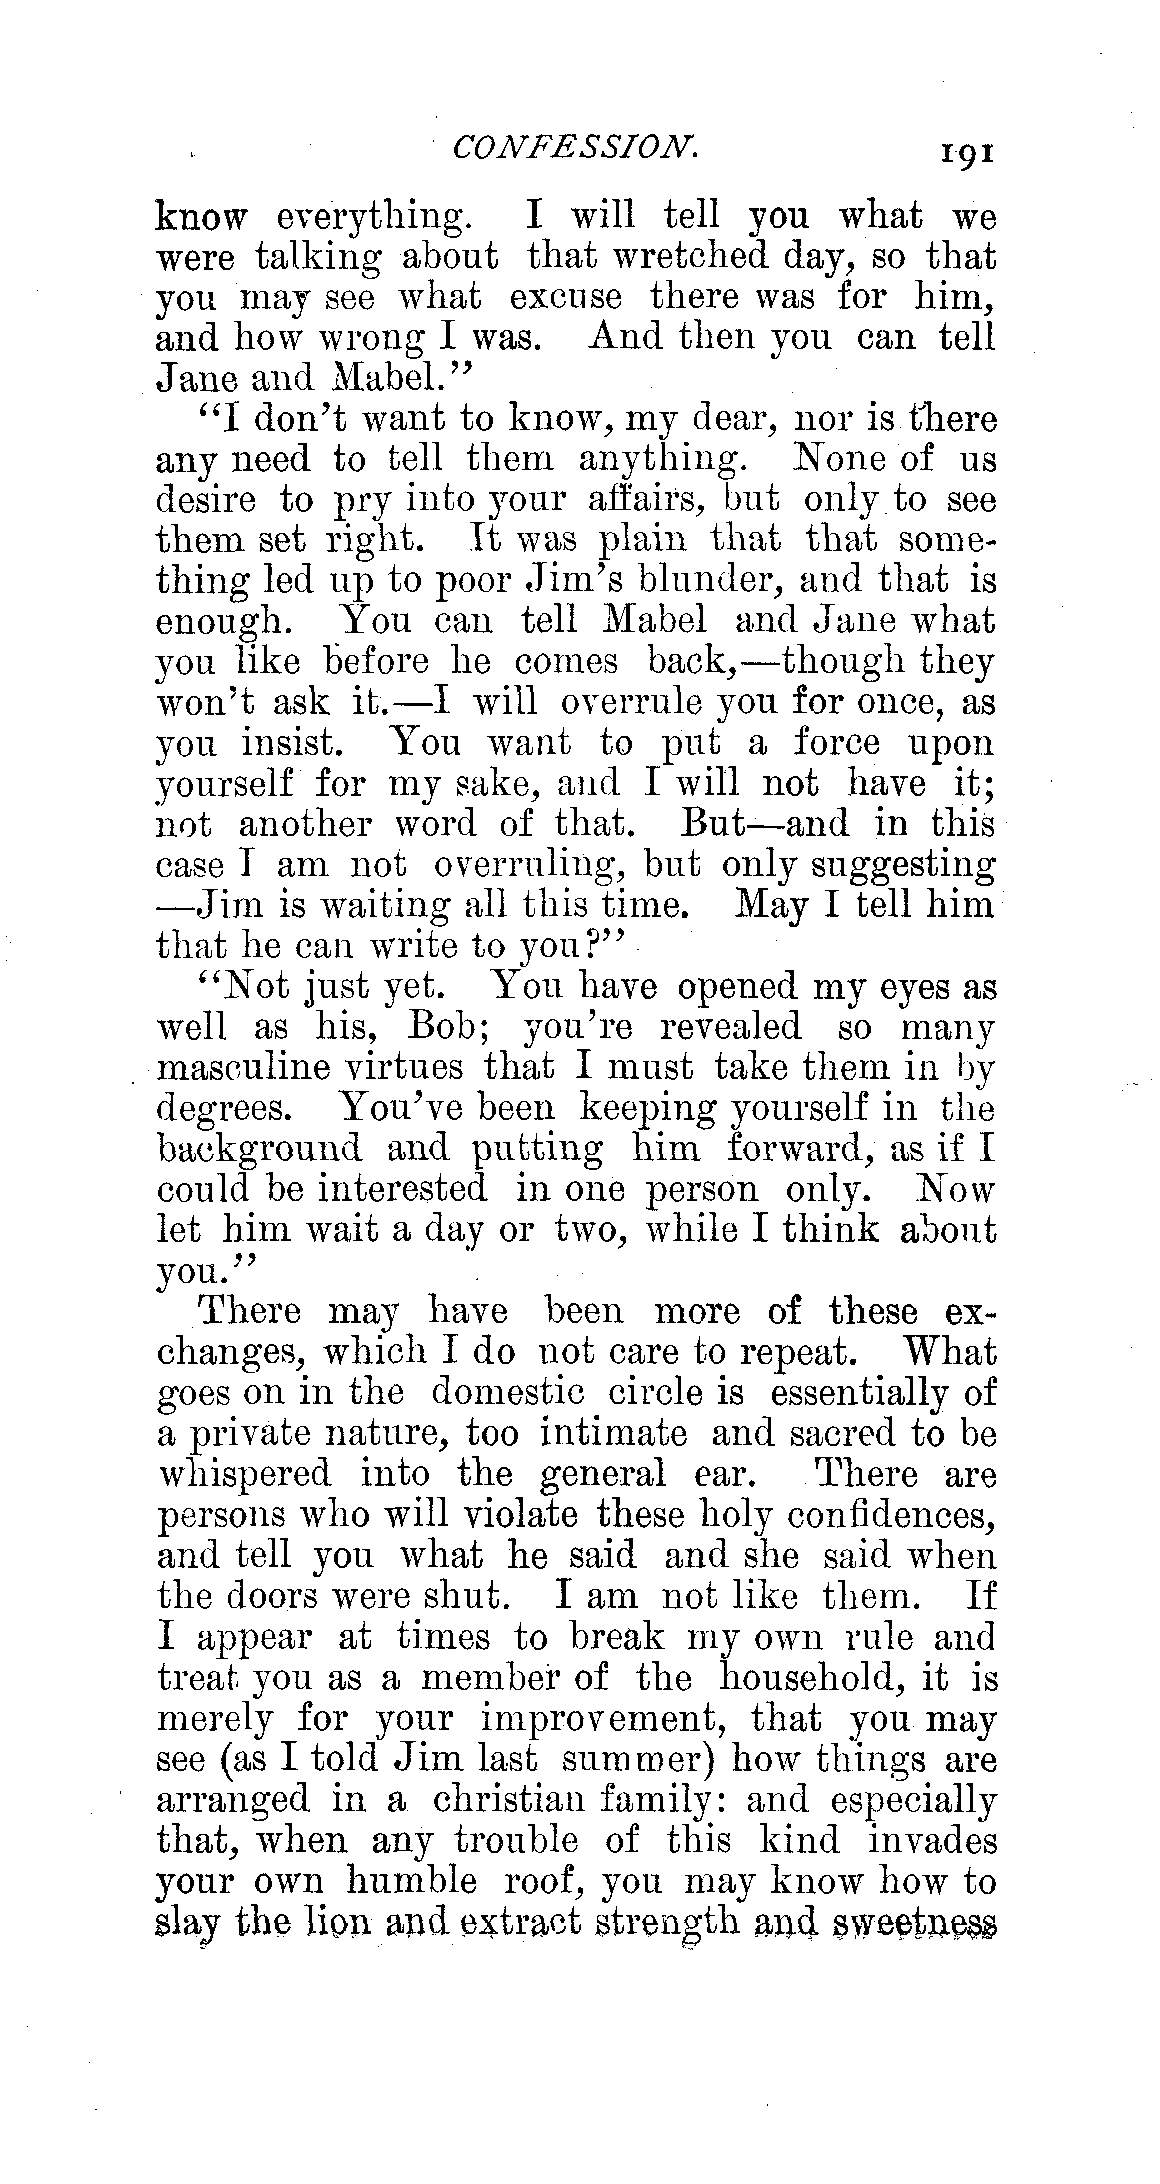 CONFESSION. 191
know everything. I will tell you what we
were talking about that wretched day, so that
you may see what excuse there was for him,
and how wrong I was. And then you can tell
Jane and Mabel.”
“I don’t want to know, my dear, nor is there
any need to tell them anything. None of us
desire to pry into your affairs, but only to see
them set right. It was plain that that some-
thing led up to poor Jim’s blunder, and that is
enough. You can tell Mabel and Jane what
you like before he comes back,—though they
won’t ask it.—I will overrule you for once, as
you insist. You want to put a force upon
yourself for my sake, and I will not have it;
not another word of that. But—and in this
case I am not overruling, but only suggesting
—Jim is waiting all this time. May I tell him
that he can write to you?”
“Not just yet. You have opened my eyes as
well as his, Bob; you’re revealed so many
masculine virtues that I must take them in by
degrees. You’ve been keeping yourself in the
background and putting him forward, as if I
could be interested in one person only. Now
let him wait a day or two, while I think about
you.”
There may have been more of these ex-
changes, which I do not care to repeat. What
goes on in the domestic circle is essentially of
a private nature, too intimate and sacred to be
whispered into the general ear. There are
persons who will violate these holy confidences,
and tell you what he said and she said when
the doors were shut. I am not like them. If
I appear at times to break my own rule and
treat you as a member of the household, it is
merely for your improvement, that you may
see (as I told Jim last summer) how things are
arranged in a christian family: and especially
that, when any trouble of this kind invades
your own humble roof, you may know how to
slay the lion and extract strength and sweetness